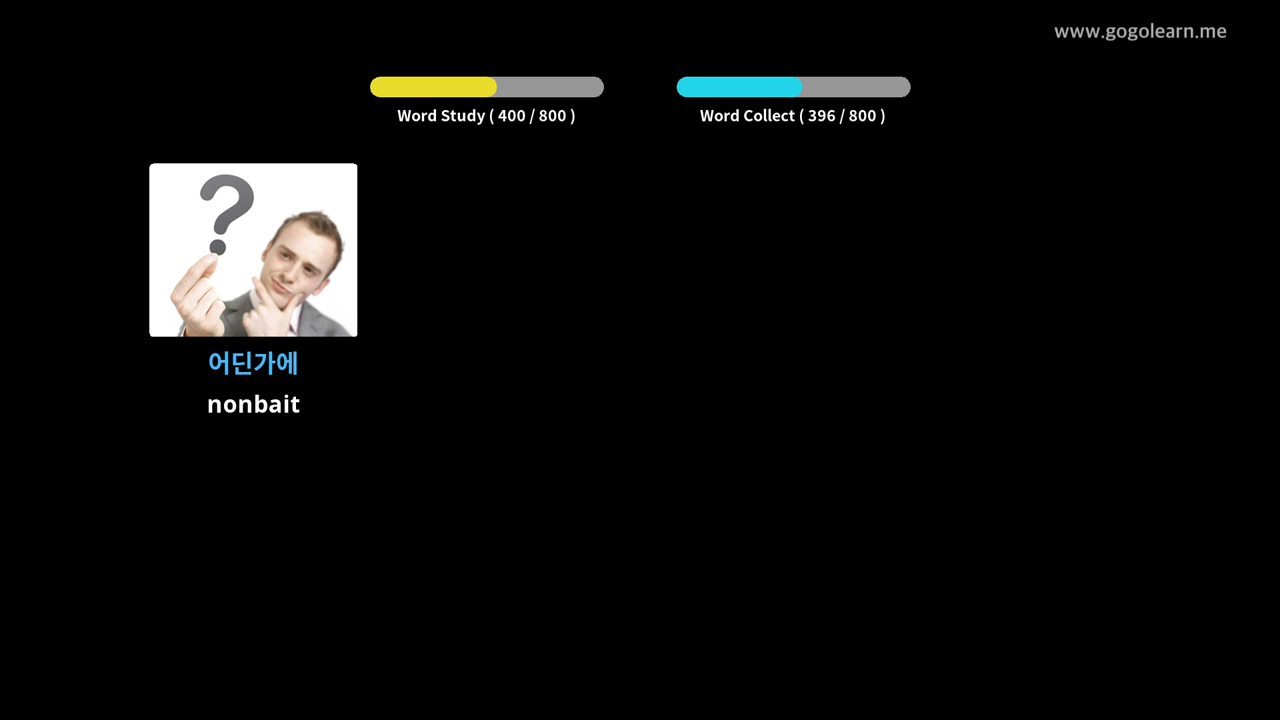 www.gogolearn.me
Word Study ( 400 / 800 )
Word Collect ( 396 / 800 )
?
어딘가에
nonbait